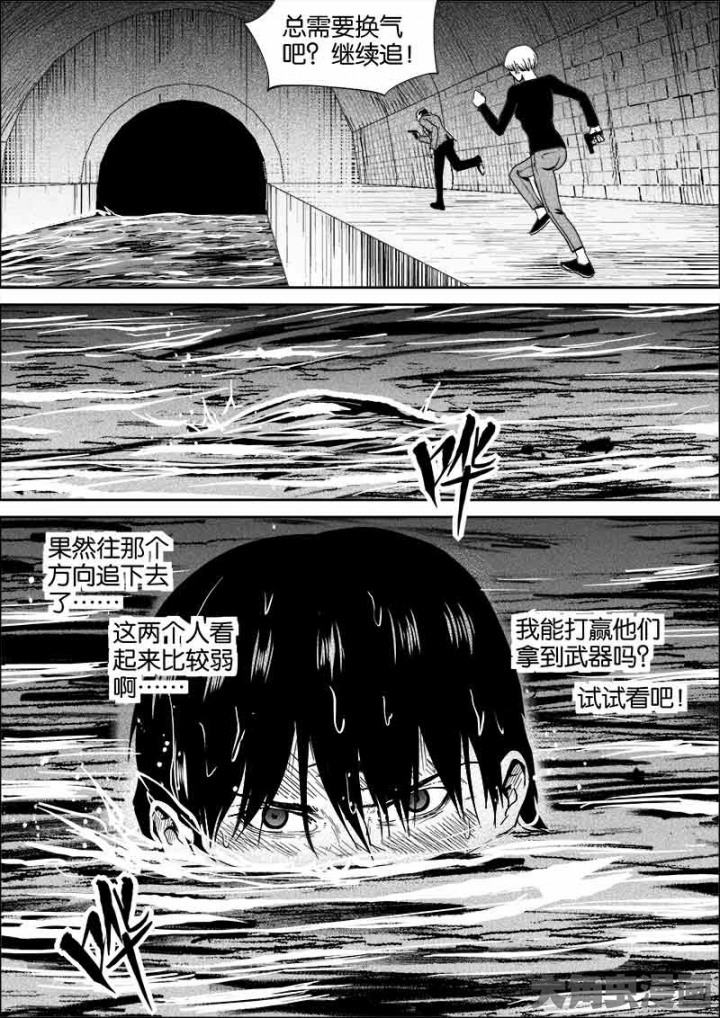 总需要换气
吧？继续追！
哗
果然往那个
方向追下去
了……
这两个人看
起来比较弱
啊……
我能打赢他们
拿到武器吗？
试试看吧！
哗